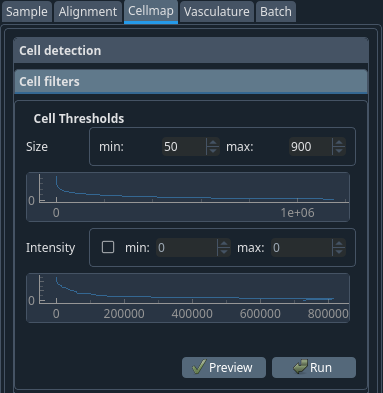 Sample Alignment Cellmap Vasculature Batch
Cell detection
Cell filters
Cell Thresholds
Size min: 50 max: 900
0
0 1e+06
Intensity min: 0 max: 0
0
0 200000 400000 600000 800000
Preview Run